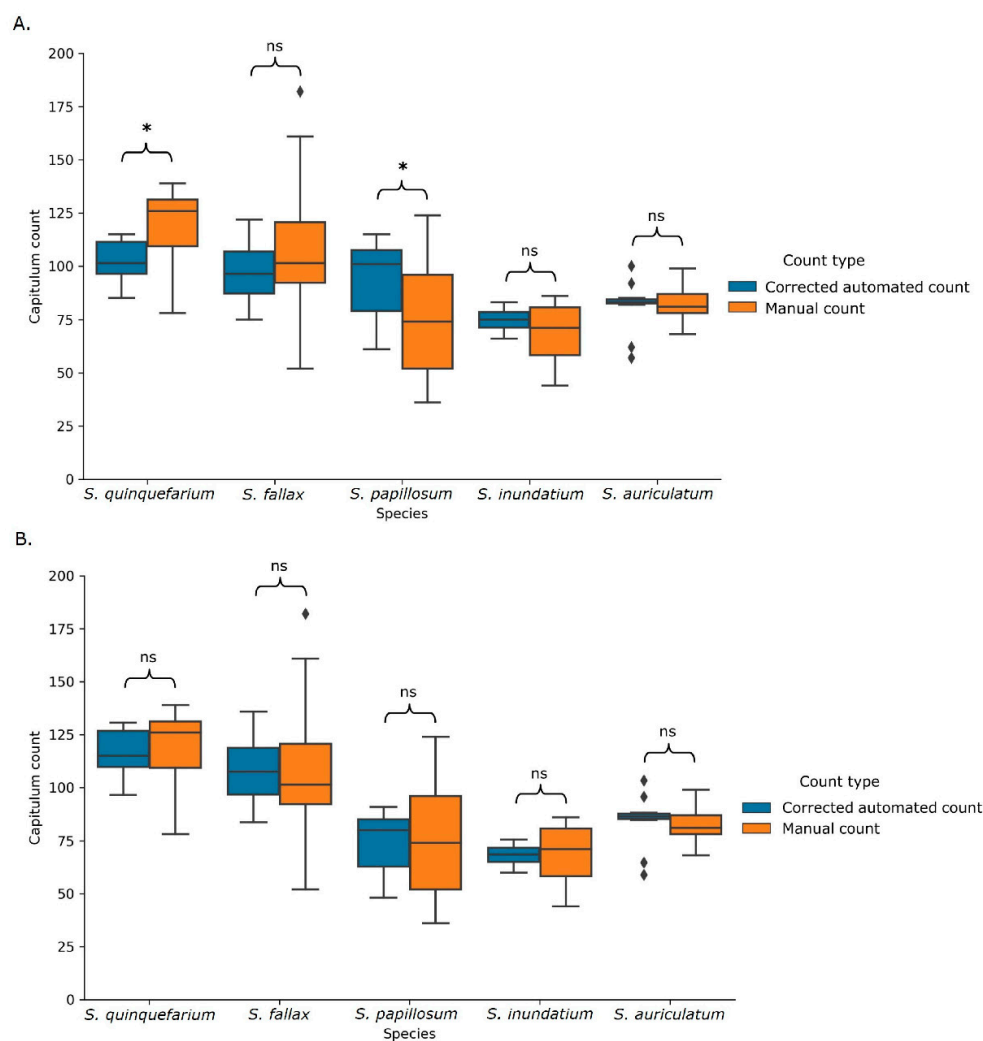 A.
200
175
150
125
100
75
50
25
0
Capitulum count
ns
*
*
ns
ns
S. quinquefarium S. fallax S. papillosum S. inundatium S. auriculatum
Species
Count type
Corrected automated count
Manual count
B.
200
175
150
125
100
75
50
25
0
Capitulum count
ns
ns
ns
ns
ns
S. quinquefarium S. fallax S. papillosum S. inundatium S. auriculatum
Species
Count type
Corrected automated count
Manual count